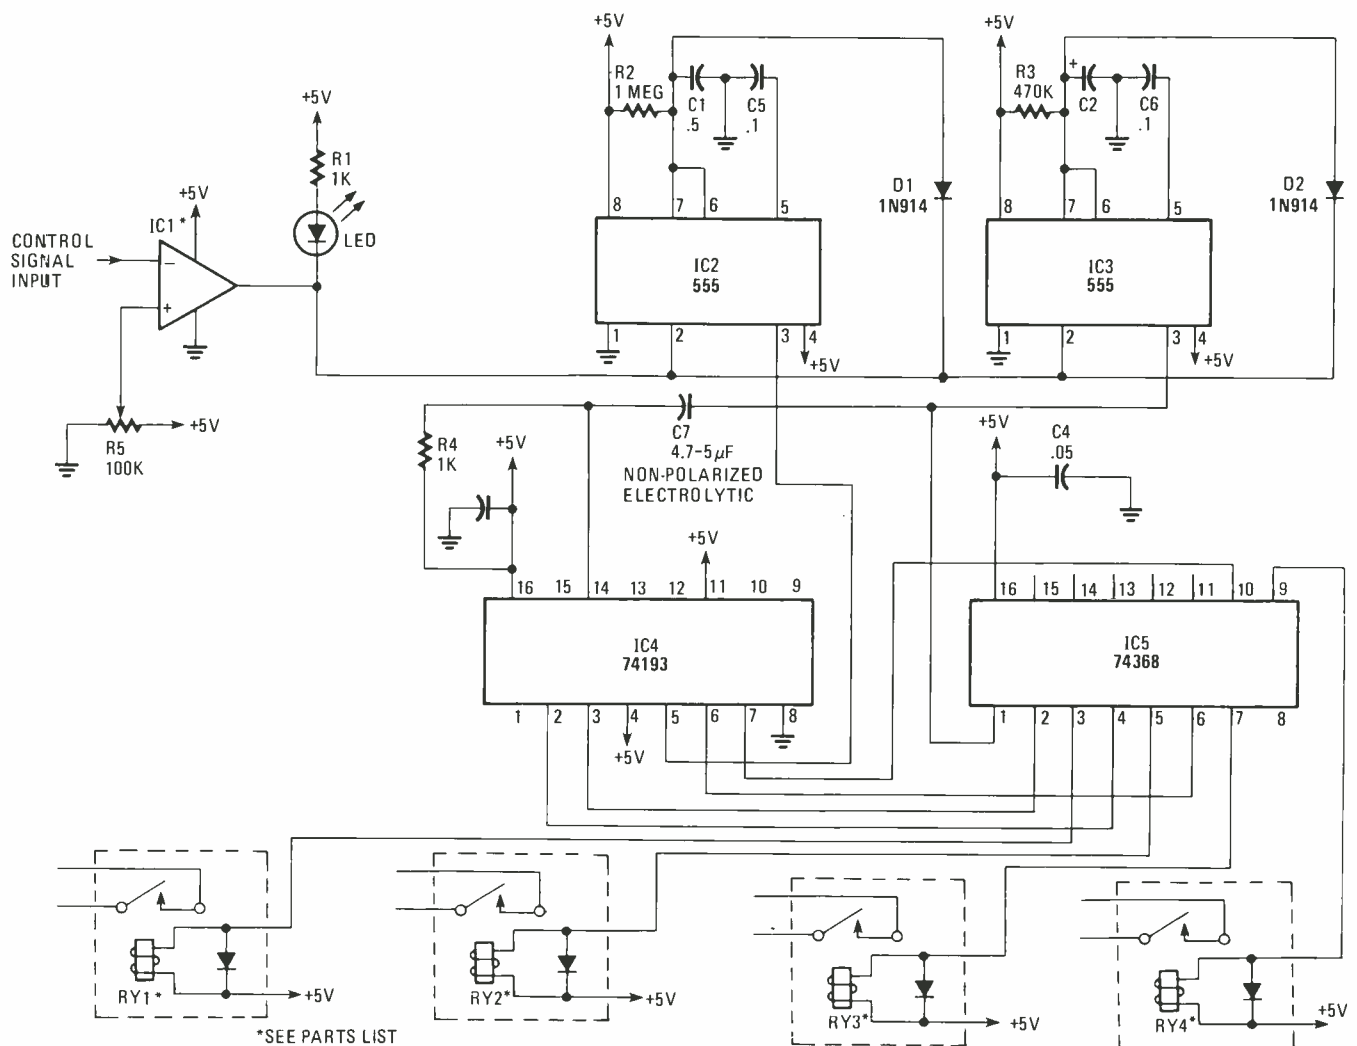 +5V
R1
1K
LED
+5V
IC1*
CONTROL
SIGNAL
INPUT
−
+
R5
100K
+5V
+5V
R2
1 MEG
C1
.5
C5
.1
8
7
6
5
IC2
555
1
2
3
4
+5V
D1
1N914
+5V
R3
470K
+
C2
C6
.1
8
7
6
5
IC3
555
1
2
3
4
+5V
D2
1N914
R4
1K
+5V
C7
4.7-5µF
NON-POLARIZED
ELECTROLYTIC
+5V
+5V
C4
.05
16 15 14 13 12 11 10 9
IC4
74193
1 2 3 4 5 6 7 8
+5V
16 15 14 13 12 11 10 9
IC5
74368
1 2 3 4 5 6 7 8
RY1*
+5V
RY2*
+5V
RY3*
+5V
RY4*
+5V
*SEE PARTS LIST